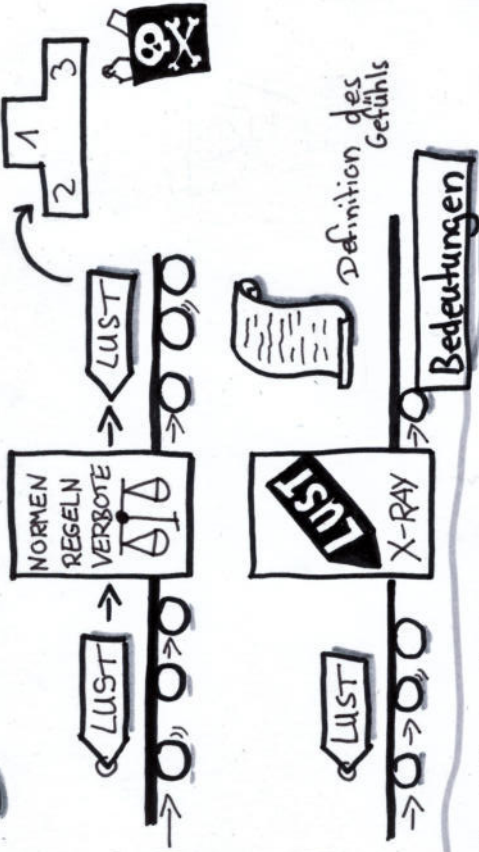 LUST
NORMEN
REGELN
VERBOTE
LUST
1
2 3
LUST
LUST
X-RAY
Definition des
Gefühls
Bedeutungen